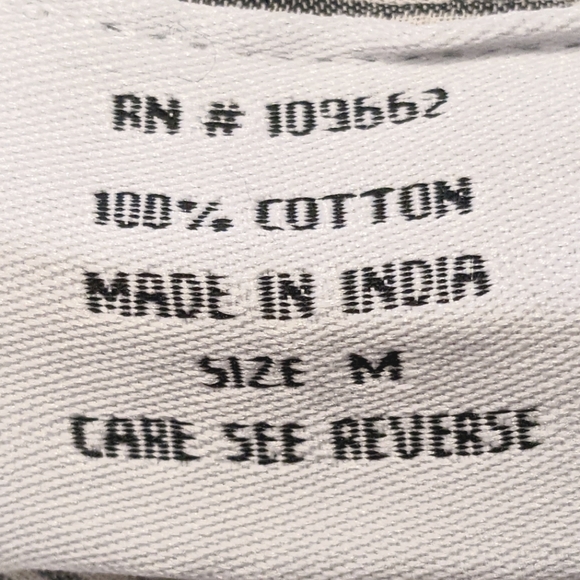 RN # 109662
100% COTTON
MADE IN INDIA
SIZE M
CARE SEE REVERSE